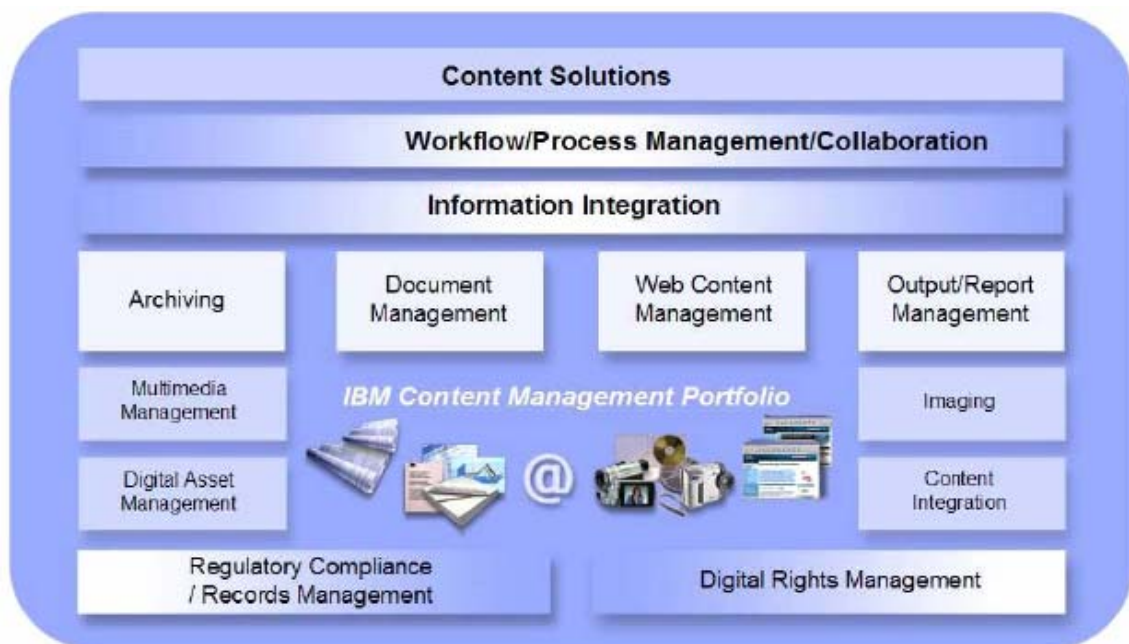 Content Solutions
Workflow/Process Management/Collaboration
Information Integration
Archiving
Document
Management
Web Content
Management
Output/Report
Management
Multimedia
Management
IBM Content Management Portfolio
Imaging
Digital Asset
Management
@
Content
Integration
Regulatory Compliance
/ Records Management
Digital Rights Management